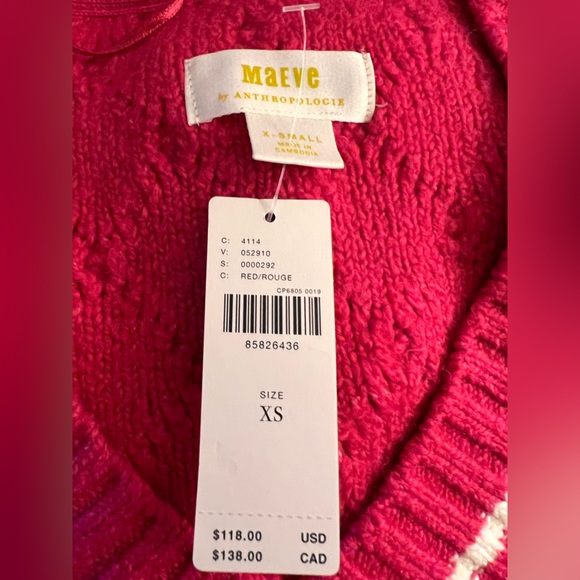 MaEve
by ANTHROPOLOGIE
X-SMALL
MADE IN
CAMBODIA
C: 4114
V: 052910
S: 0000292
C: RED/ROUGE
CP6805 0018
85826436
SIZE
XS
$118.00 USD
$138.00 CAD